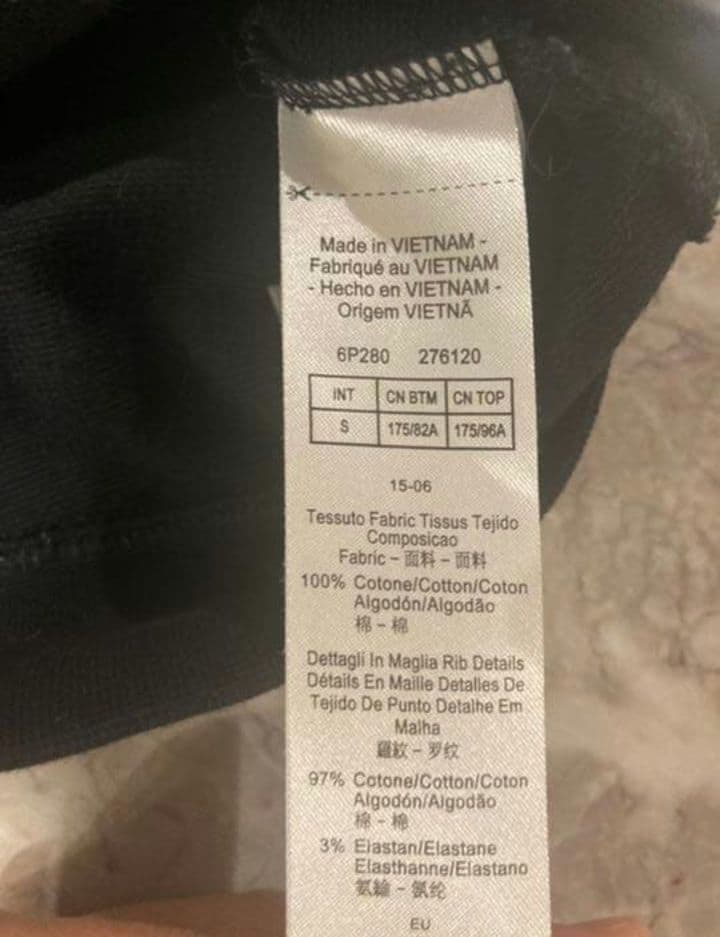 Made in VIETNAM -
Fabriqué au VIETNAM
- Hecho en VIETNAM -
Origem VIETNÃ
6P280 276120
INT CN BTM CN TOP
S 175/82A 175/96A
15-06
Tessuto Fabric Tissus Tejido
Composicao
Fabric - 面料 - 面料
100% Cotone/Cotton/Coton
Algodón/Algodão
棉 - 棉
Dettagli In Maglia Rib Details
Détails En Maille Detalles De
Tejido De Punto Detalhe Em
Malha
羅紋 - 罗纹
97% Cotone/Cotton/Coton
Algodón/Algodão
棉 - 棉
3% Elastan/Elastane
Elasthanne/Elastano
氨綸 - 氨纶
EU